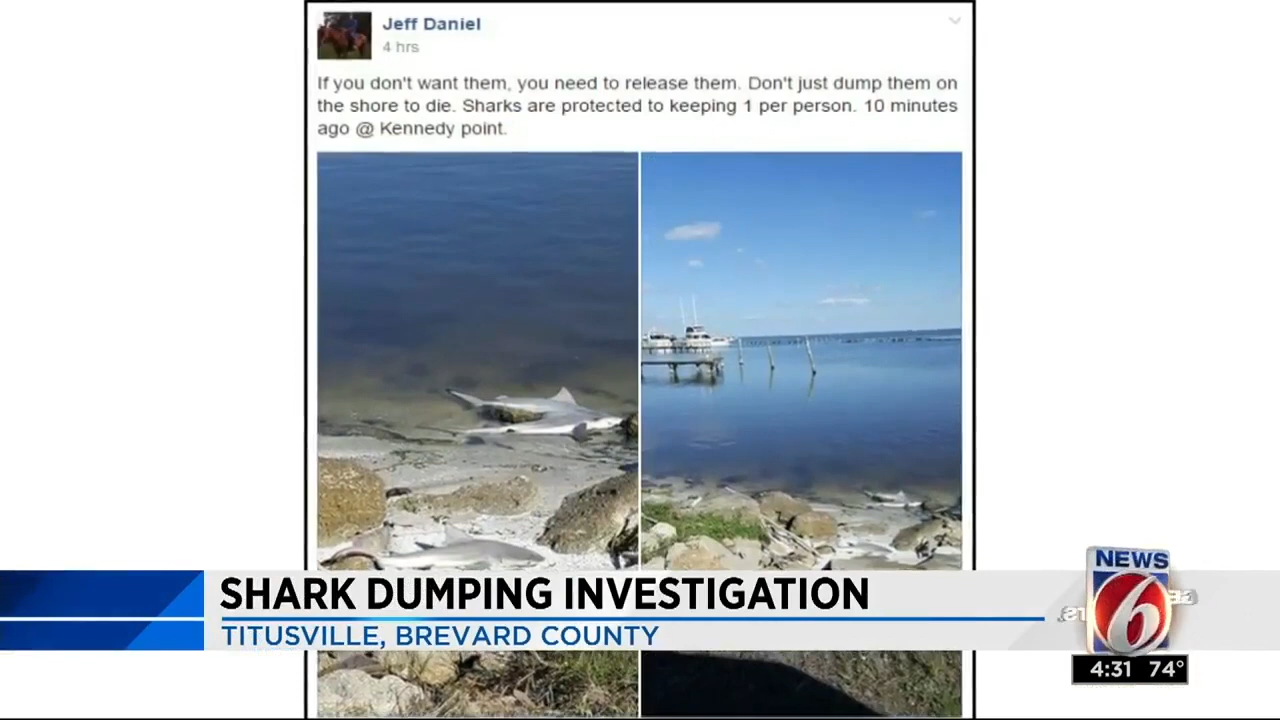 Jeff Daniel
4 hrs
If you don't want them, you need to release them. Don't just dump them on
the shore to die. Sharks are protected to keeping 1 per person. 10 minutes
ago @ Kennedy point.
SHARK DUMPING INVESTIGATION
TITUSVILLE, BREVARD COUNTY
NEWS
6
4:31 74°